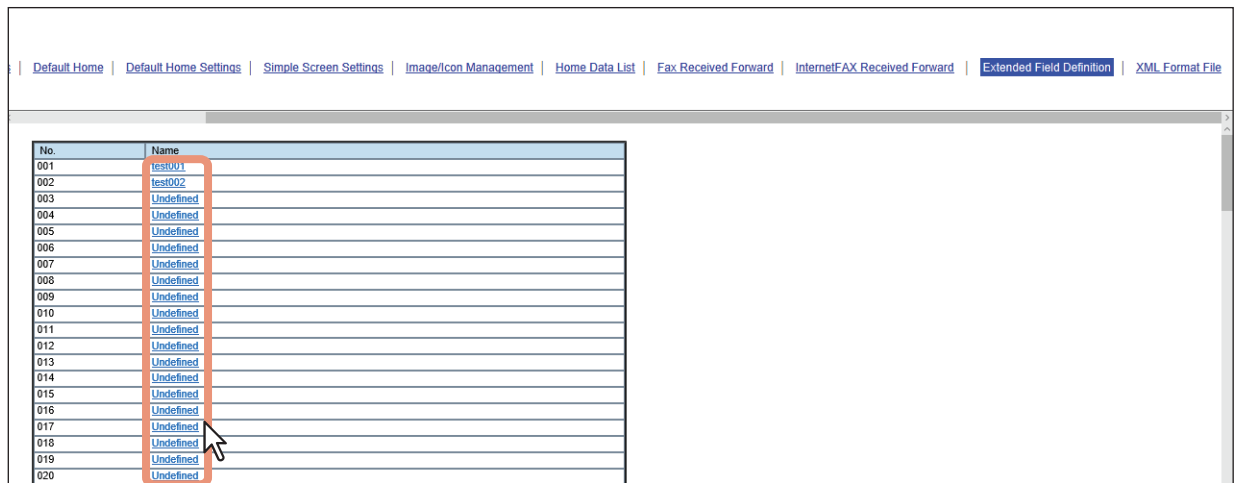 Default Home | Default Home Settings | Simple Screen Settings | Image/Icon Management | Home Data List | Fax Received Forward | InternetFAX Received Forward | Extended Field Definition | XML Format File
No. Name
001 test001
002 test002
003 Undefined
004 Undefined
005 Undefined
006 Undefined
007 Undefined
008 Undefined
009 Undefined
010 Undefined
011 Undefined
012 Undefined
013 Undefined
014 Undefined
015 Undefined
016 Undefined
017 Undefined
018 Undefined
019 Undefined
020 Undefined